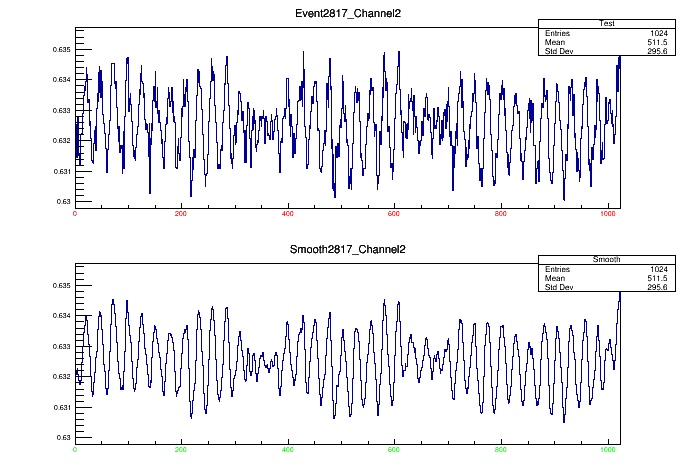 Event2817_Channel2
Test
Entries 1024
Mean 511.5
Std Dev 295.6
0.635
0.634
0.633
0.632
0.631
0.63
0 200 400 600 800 1000
Smooth2817_Channel2
Smooth
Entries 1024
Mean 511.5
Std Dev 295.6
0.635
0.634
0.633
0.632
0.631
0.63
0 200 400 600 800 1000